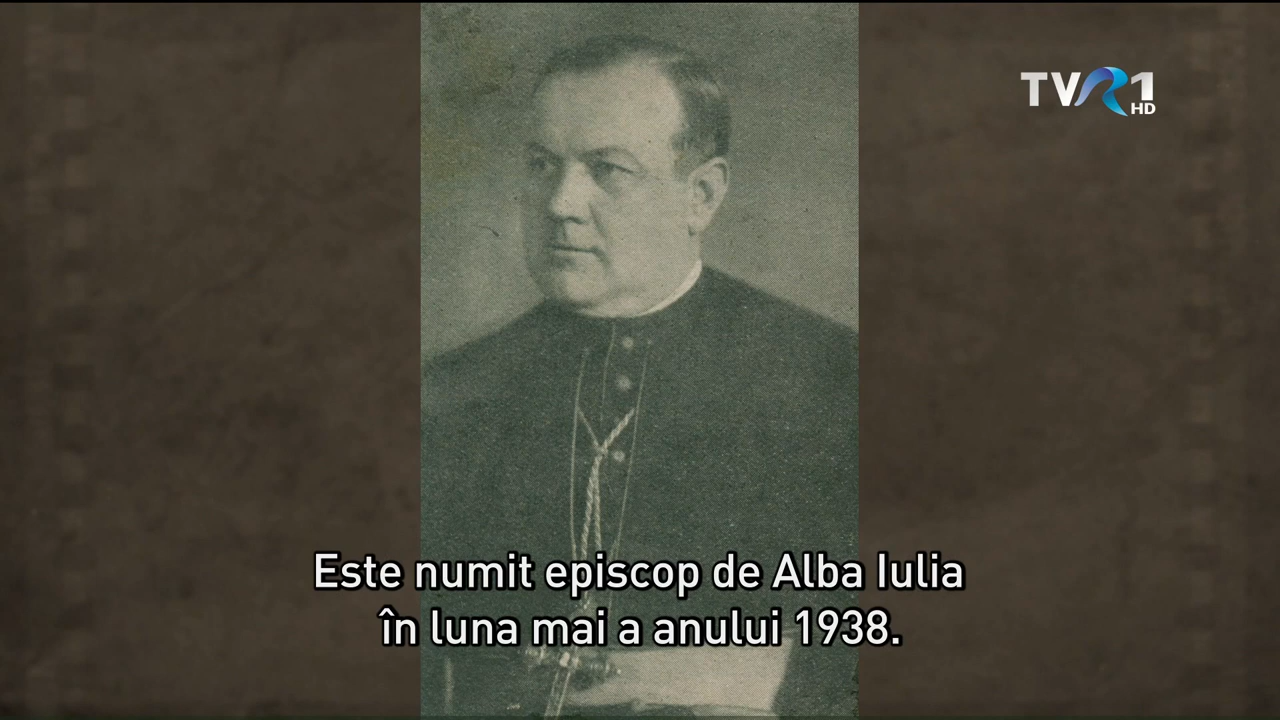 TVR1
HD
Este numit episcop de Alba Iulia
în luna mai a anului 1938.